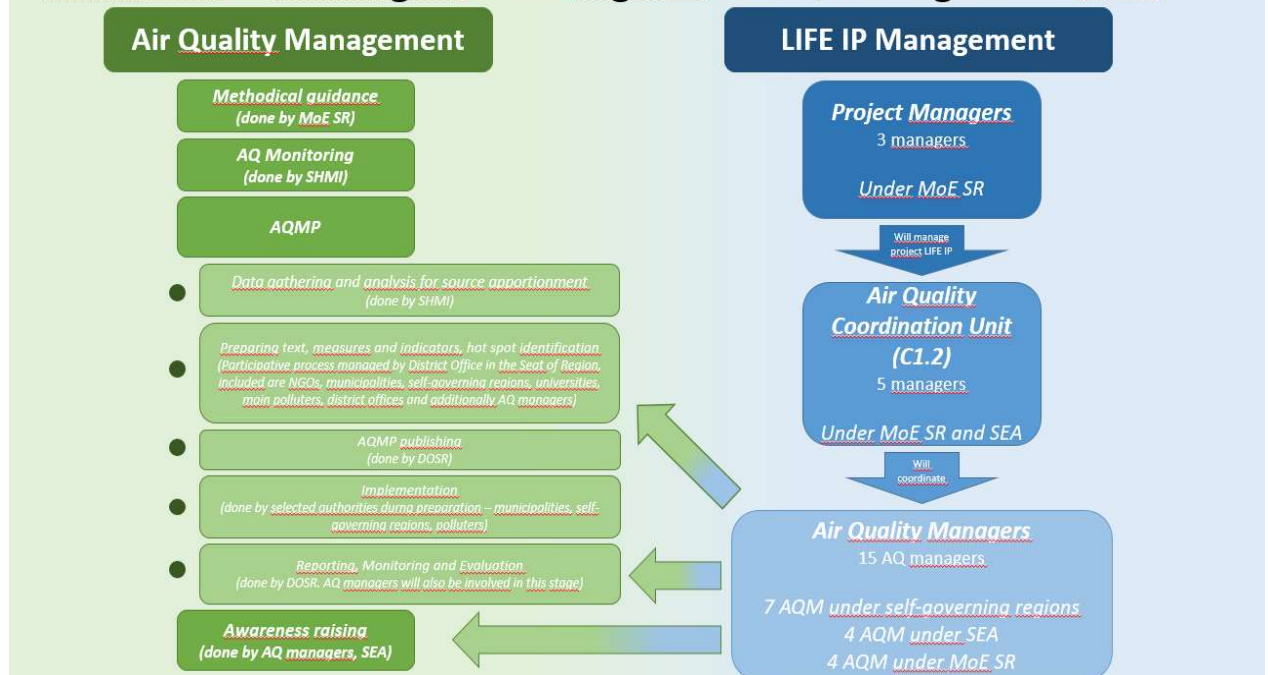 Air Quality Management
Methodical guidance
(done by MoE SR)
AQ Monitoring
(done by SHMI)
AQMP
Data gathering and analysis for source apportionment
(done by SHMI)
Preparing text, measures and indicators, hot spot identification
(Participative process managed by District Office in the Seat of Region,
included are NGOs, municipalities, self-governing regions, universities,
main polluters, district offices and additionally AQ managers)
AQMP publishing
(done by DOSR)
Implementation
(done by selected authorities during preparation – municipalities, self-
governing regions, polluters)
Reporting, Monitoring and Evaluation
(done by DOSR. AQ managers will also be involved in this stage)
Awareness raising
(done by AQ managers, SEA)
LIFE IP Management
Project Managers
3 managers
Under MoE SR
Will manage
project LIFE IP
Air Quality
Coordination Unit
(C1.2)
5 managers
Under MoE SR and SEA
Will
coordinate
Air Quality Managers
15 AQ managers
7 AQM under self-governing regions
4 AQM under SEA
4 AQM under MoE SR